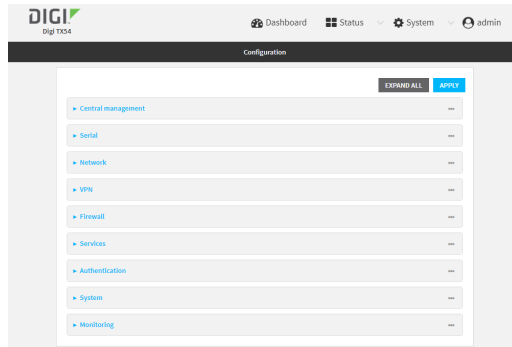 DIGI
Digi TX54
Dashboard Status System admin
Configuration
EXPAND ALL APPLY
Central management
Serial
Network
VPN
Firewall
Services
Authentication
System
Monitoring